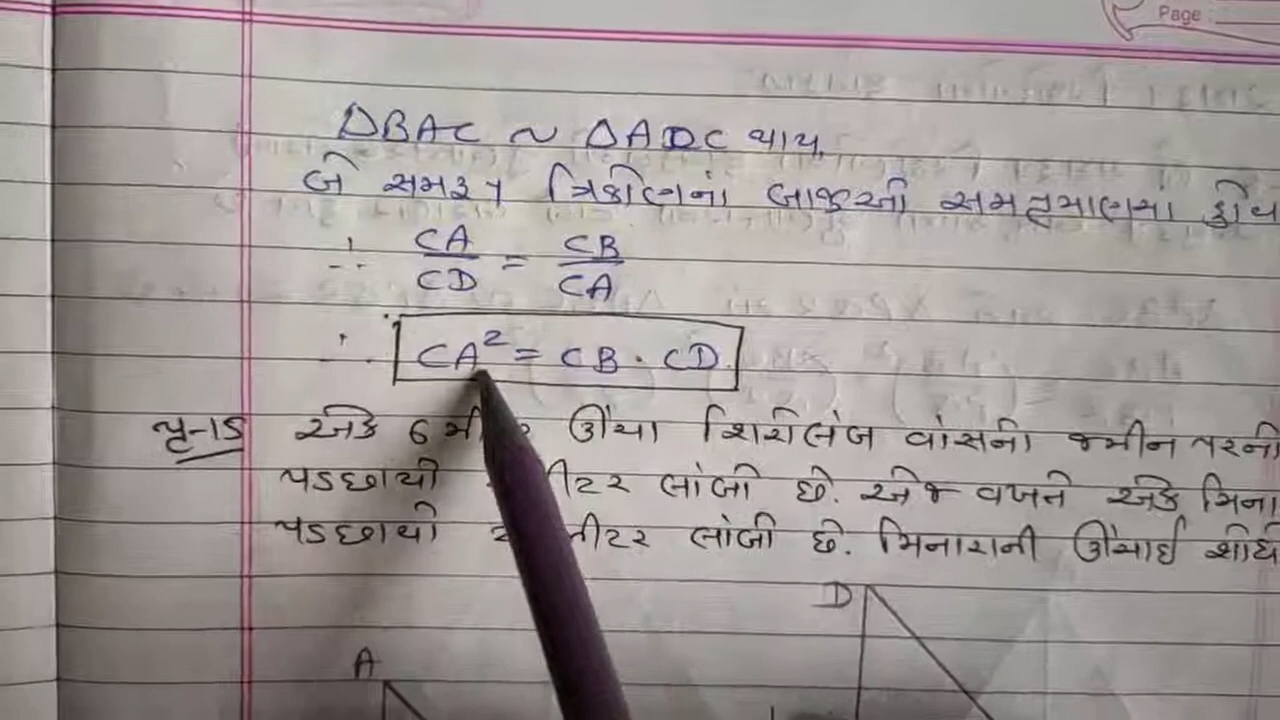 Page :
ΔBAC ~ ΔADC થાય.
બે સમરૂપ ત્રિકોણનાં બાજુઓ સમપ્રમાણમાં હોય
∴ CA/CD = CB/CA
∴ CA² = CB · CD
પ્ર-15 એક 6 ઊંચા શિરોલંબ વાંસની જમીન પરની
પડછાયો લાંબો છે. એજ વખતે એક
પડછાયો લાંબો છે. મિનારાની ઊંચાઈ શોધો
D
A